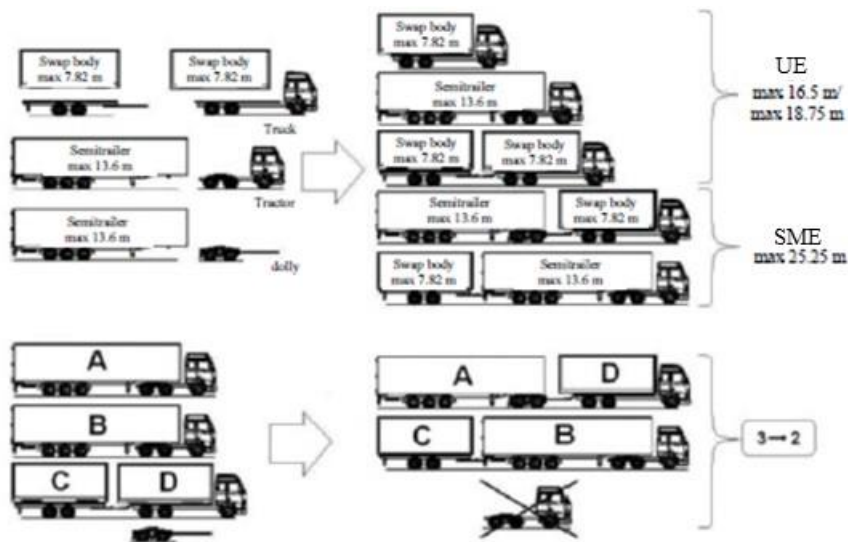 Swap body
max 7.82 m
Swap body
max 7.82 m
Truck
Semitrailer
max 13.6 m
Tractor
Semitrailer
max 13.6 m
dolly
Swap body
max 7.82 m
Semitrailer
max 13.6 m
Swap body
max 7.82 m
Swap body
max 7.82 m
Semitrailer
max 13.6 m
Swap body
max 7.82 m
Swap body
max 7.82 m
Semitrailer
max 13.6 m
UE
max 16.5 m/
max 18.75 m
SME
max 25.25 m
A
B
C D
A D
C B
3→2